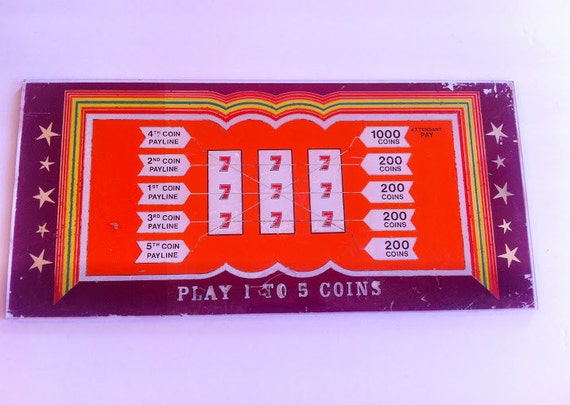 4TH COIN
PAYLINE
1000
COINS
ATTENDANT
PAY
2ND COIN
PAYLINE
7 7 7
200
COINS
1ST COIN
PAYLINE
7 7 7
200
COINS
3RD COIN
PAYLINE
7 7 7
200
COINS
5TH COIN
PAYLINE
200
COINS
PLAY 1 TO 5 COINS